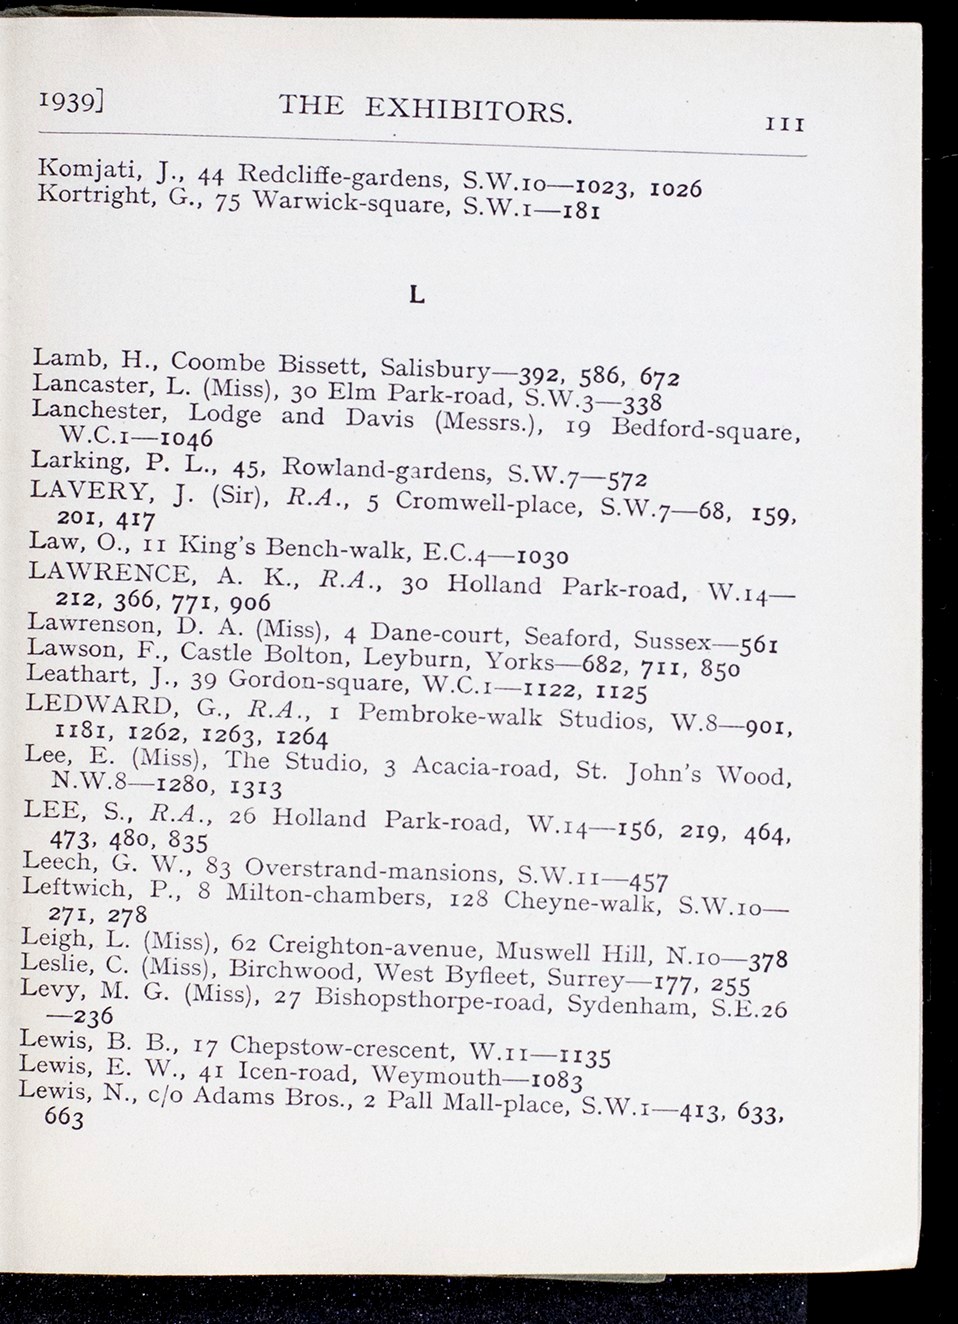 1939] THE EXHIBITORS. 111
Komjati, J., 44 Redcliffe-gardens, S.W.10—1023, 1026
Kortright, G., 75 Warwick-square, S.W.1—181
L
Lamb, H., Coombe Bissett, Salisbury—392, 586, 672
Lancaster, L. (Miss), 30 Elm Park-road, S.W.3—338
Lanchester, Lodge and Davis (Messrs.), 19 Bedford-square,
W.C.1—1046
Larking, P. L., 45, Rowland-gardens, S.W.7—572
LAVERY, J. (Sir), R.A., 5 Cromwell-place, S.W.7—68, 159,
201, 417
Law, O., 11 King's Bench-walk, E.C.4—1030
LAWRENCE, A. K., R.A., 30 Holland Park-road, W.14—
212, 366, 771, 906
Lawrenson, D. A. (Miss), 4 Dane-court, Seaford, Sussex—561
Lawson, F., Castle Bolton, Leyburn, Yorks—682, 711, 850
Leathart, J., 39 Gordon-square, W.C.1—1122, 1125
LEDWARD, G., R.A., 1 Pembroke-walk Studios, W.8—901,
1181, 1262, 1263, 1264
Lee, E. (Miss), The Studio, 3 Acacia-road, St. John's Wood,
N.W.8—1280, 1313
LEE, S., R.A., 26 Holland Park-road, W.14—156, 219, 464,
473, 480, 835
Leech, G. W., 83 Overstrand-mansions, S.W.11—457
Leftwich, P., 8 Milton-chambers, 128 Cheyne-walk, S.W.10—
271, 278
Leigh, L. (Miss), 62 Creighton-avenue, Muswell Hill, N.10—378
Leslie, C. (Miss), Birchwood, West Byfleet, Surrey—177, 255
Levy, M. G. (Miss), 27 Bishopsthorpe-road, Sydenham, S.E.26
—236
Lewis, B. B., 17 Chepstow-crescent, W.11—1135
Lewis, E. W., 41 Icen-road, Weymouth—1083
Lewis, N., c/o Adams Bros., 2 Pall Mall-place, S.W.1—413, 633,
663